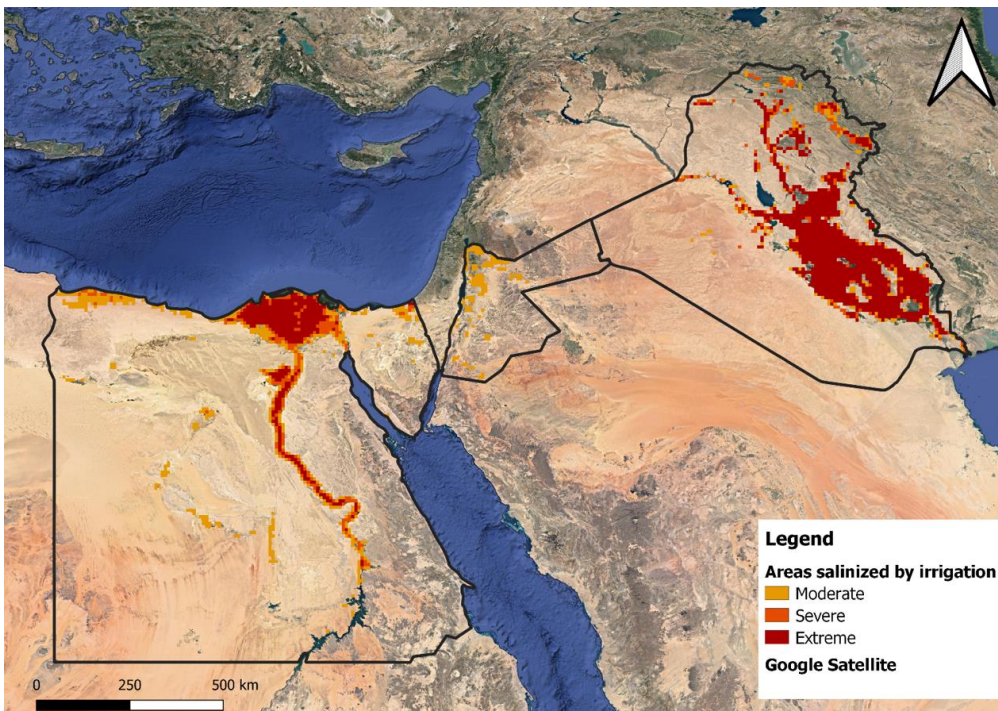 Legend
Areas salinized by irrigation
Moderate
Severe
Extreme
Google Satellite
0 250 500 km